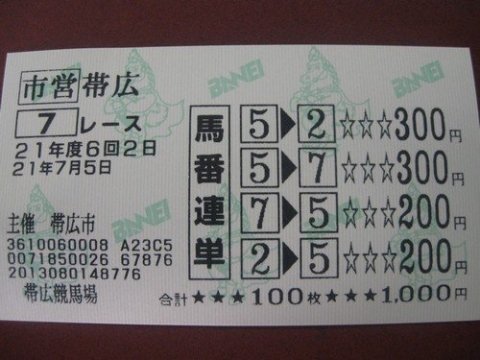 市営帯広
7レース
21年度6回2日
21年7月5日
主催 帯広市
3610060008 A23C5
0071850026 67876
2013080148776
帯広競馬場
馬番連単
5▶2☆☆☆300円
5▶7☆☆☆300円
7▶5☆☆☆200円
2▶5☆☆☆200円
合計★★★100枚★★★1,000円
BANEI
BANEI
BANEI
BANEI